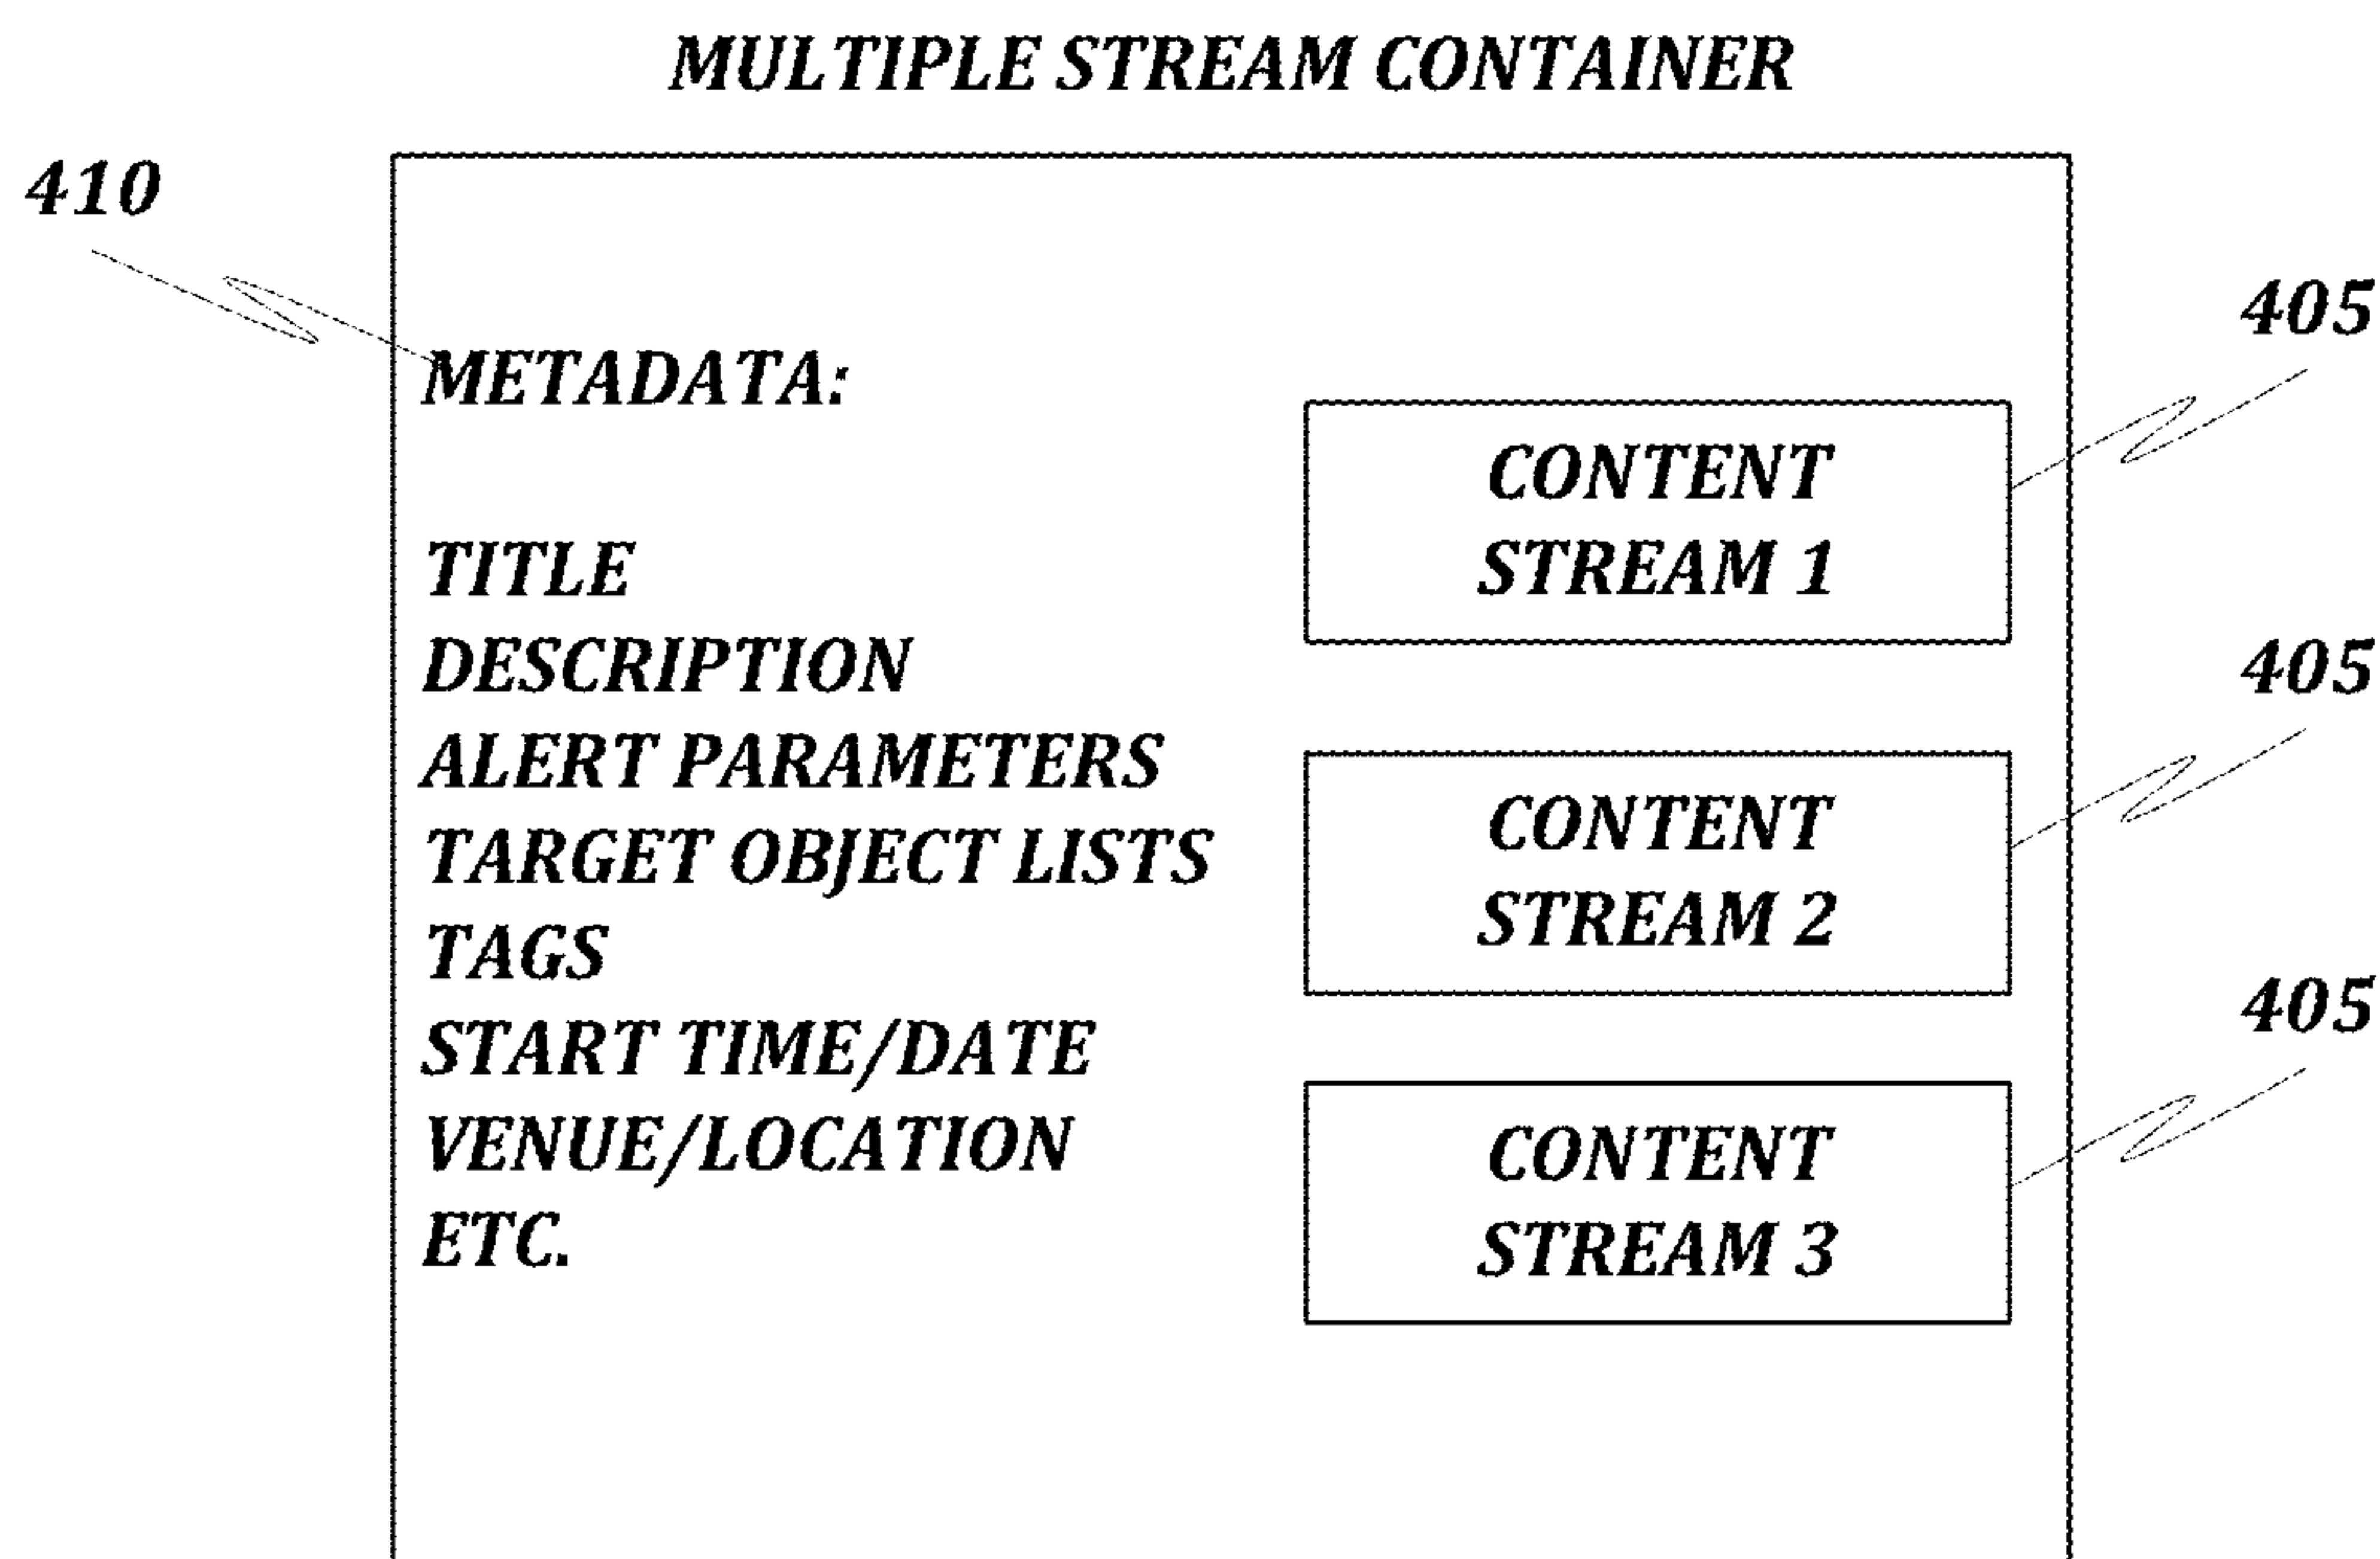 MULTIPLE STREAM CONTAINER
410
METADATA:
TITLE
DESCRIPTION
ALERT PARAMETERS
TARGET OBJECT LISTS
TAGS
START TIME/DATE
VENUE/LOCATION
ETC.
405
CONTENT
STREAM 1
405
CONTENT
STREAM 2
405
CONTENT
STREAM 3